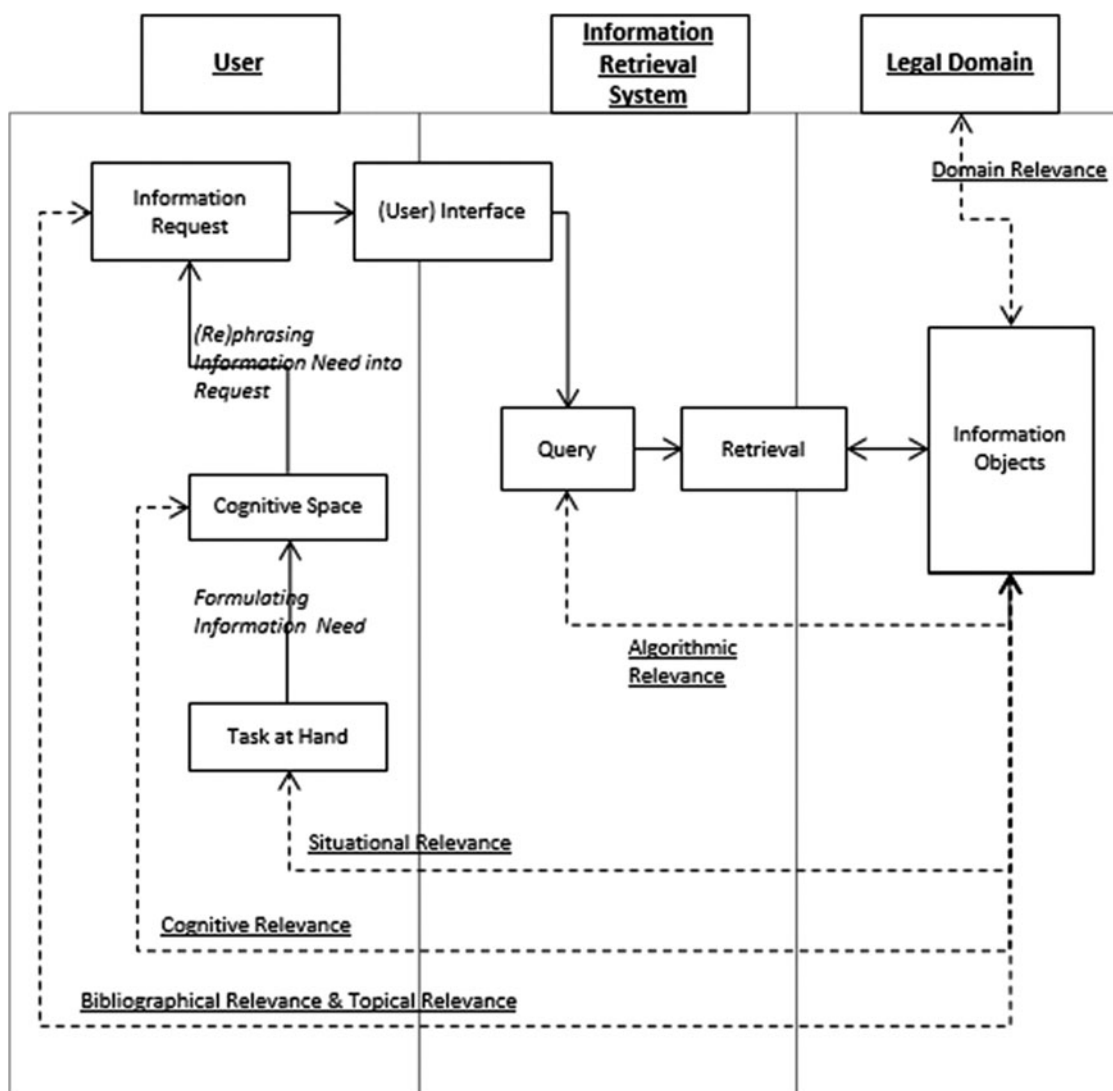 User
Information
Retrieval
System
Legal Domain
Domain Relevance
Information
Request
(User) Interface
(Re)phrasing
Information Need into
Request
Query
Retrieval
Information
Objects
Cognitive Space
Formulating
Information Need
Algorithmic
Relevance
Task at Hand
Situational Relevance
Cognitive Relevance
Bibliographical Relevance & Topical Relevance